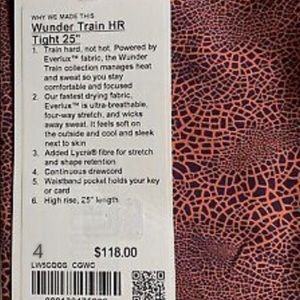 WHY WE MADE THIS
Wunder Train HR
Tight 25"
1. Train hard, not hot. Powered by
Everlux™ fabric, the Wunder
Train collection manages heat
and sweat so you stay
comfortable and focused
2. Our fastest drying fabric,
Everlux™ is ultra-breathable,
four-way stretch, and wicks
away sweat. It feels soft on
the outside and cool and sleek
next to skin
3. Added Lycra® fibre for stretch
and shape retention
4. Continuous drawcord
5. Waistband pocket holds your key
or card
6. High rise, 25" length
4 $118.00